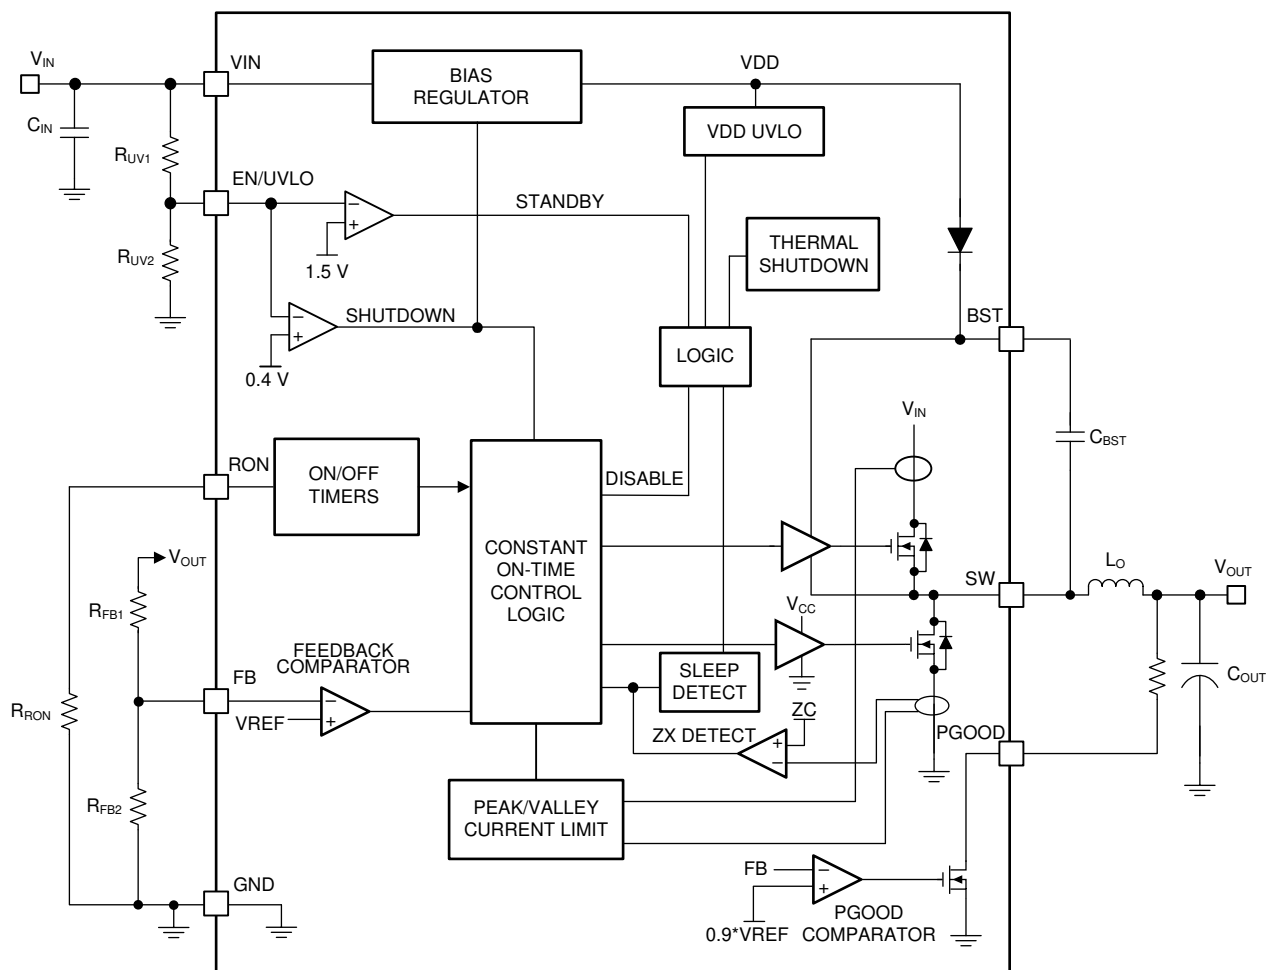 VIN
VIN
BIAS
REGULATOR
VDD
CIN
RUV1
VDD UVLO
EN/UVLO
STANDBY
THERMAL
SHUTDOWN
RUV2
1.5 V
SHUTDOWN
BST
LOGIC
0.4 V
VIN
CBST
RON
ON/OFF
TIMERS
DISABLE
CONSTANT
ON-TIME
CONTROL
LOGIC
VOUT
LO
VOUT
SW
RFB1
VCC
FEEDBACK
COMPARATOR
SLEEP
DETECT
COUT
FB
RRON
VREF
ZC
ZX DETECT
PGOOD
RFB2
PEAK/VALLEY
CURRENT LIMIT
FB
GND
PGOOD
COMPARATOR
0.9*VREF
+
−
+
−
+
−
+
−
+
−